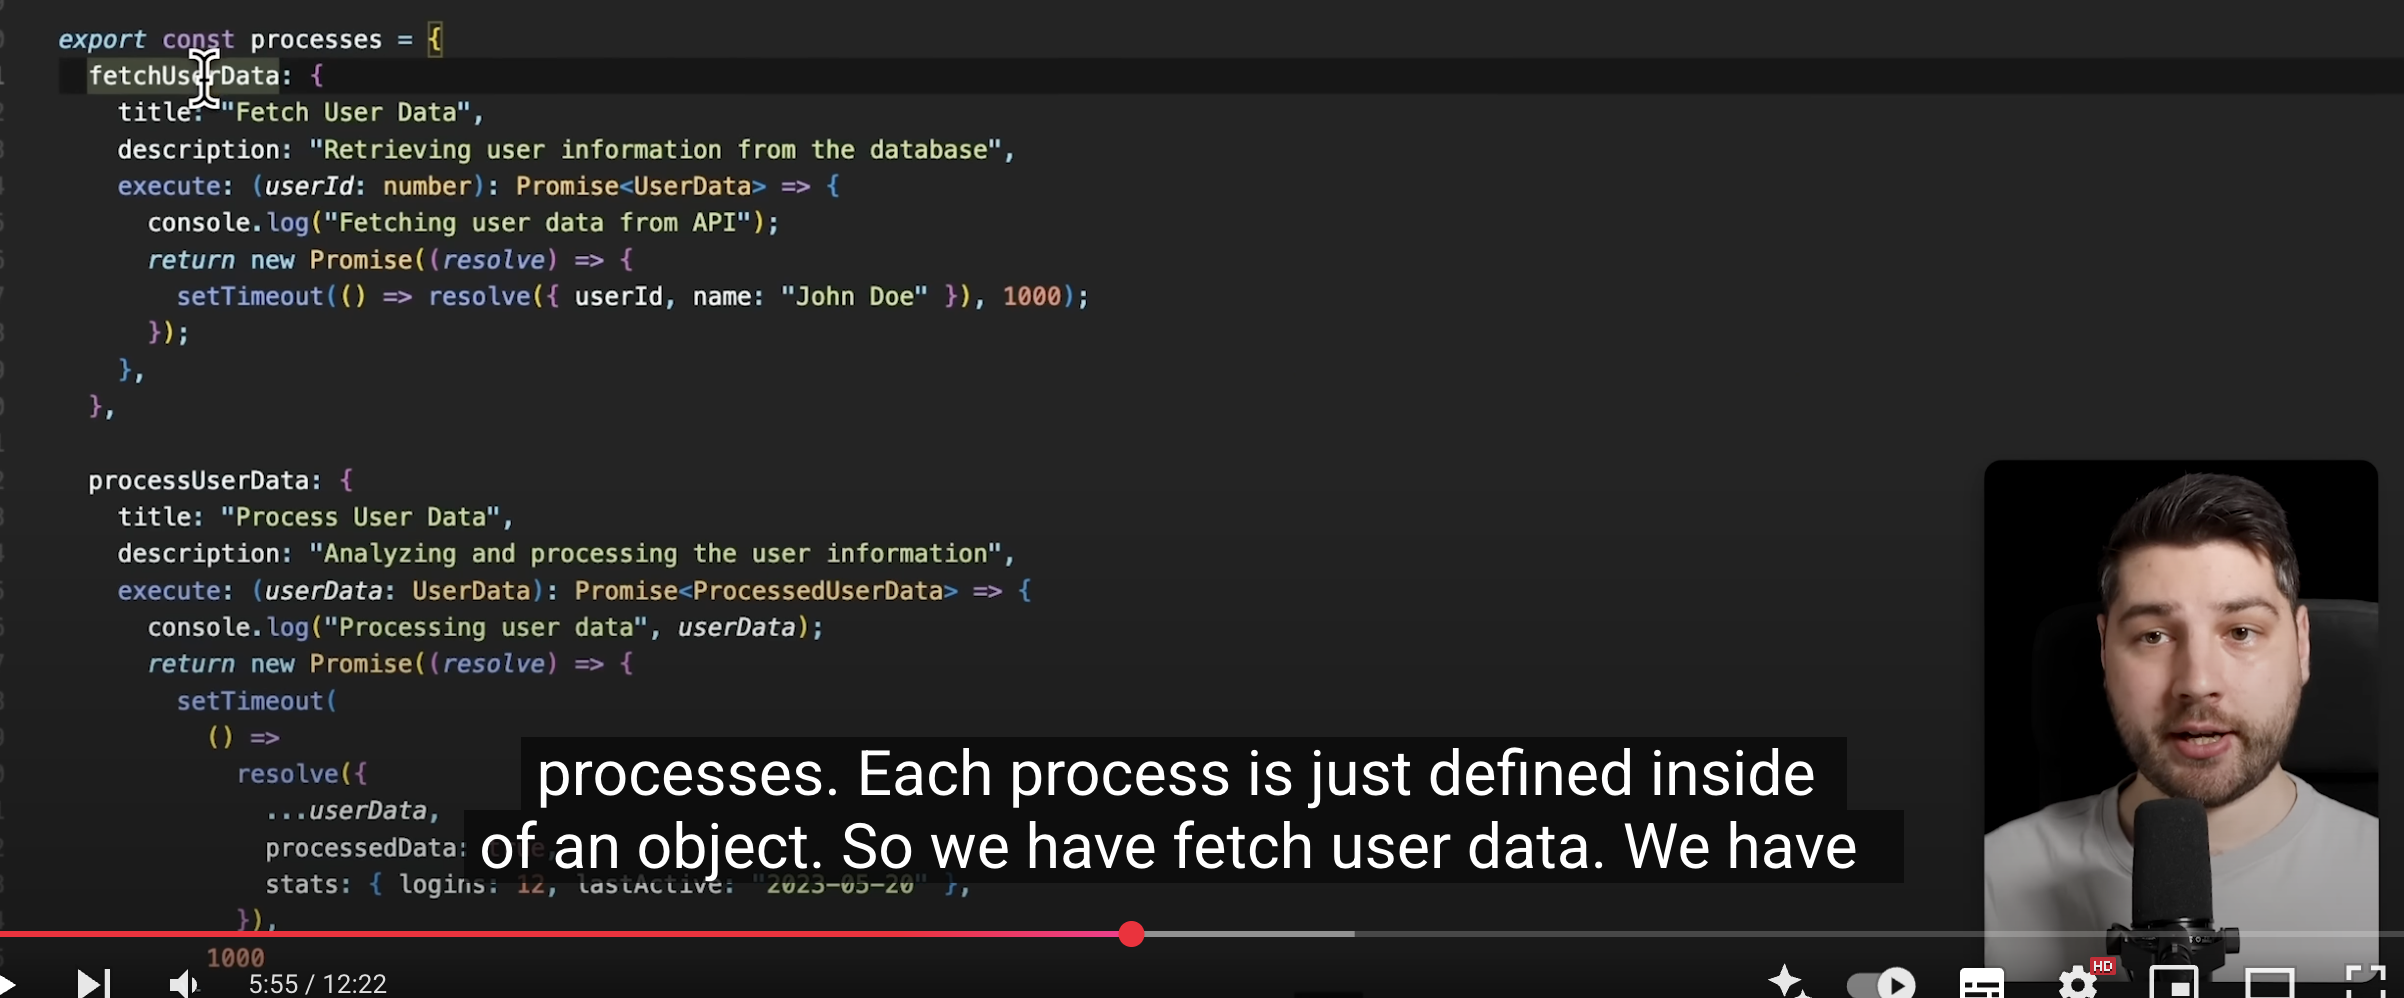 export const processes = {
fetchUserData: {
title: "Fetch User Data",
description: "Retrieving user information from the database",
execute: (userId: number): Promise<UserData> => {
console.log("Fetching user data from API");
return new Promise((resolve) => {
setTimeout(() => resolve({ userId, name: "John Doe" }), 1000);
});
},
},
processUserData: {
title: "Process User Data",
description: "Analyzing and processing the user information",
execute: (userData: UserData): Promise<ProcessedUserData> => {
console.log("Processing user data", userData);
return new Promise((resolve) => {
setTimeout(
() =>
resolve({
...userData,
processedData:
stats: { logins: 12, lastActive: "2023-05-20" },
}),
1000
processes. Each process is just defined inside
of an object. So we have fetch user data. We have
5:55 / 12:22
HD